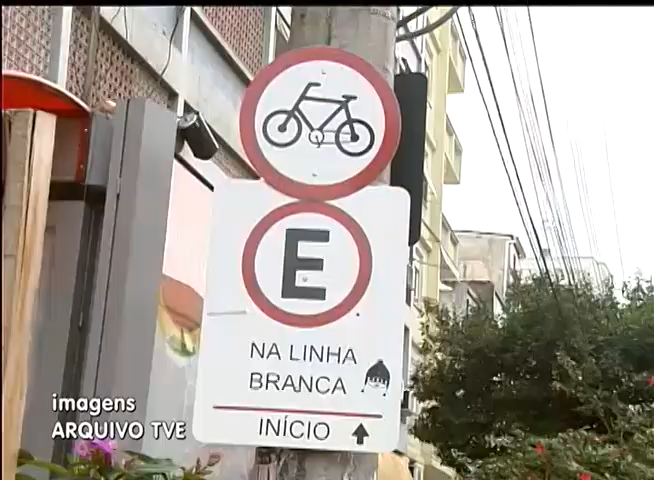 E
NA LINHA
BRANCA
INÍCIO
imagens
ARQUIVO TVE